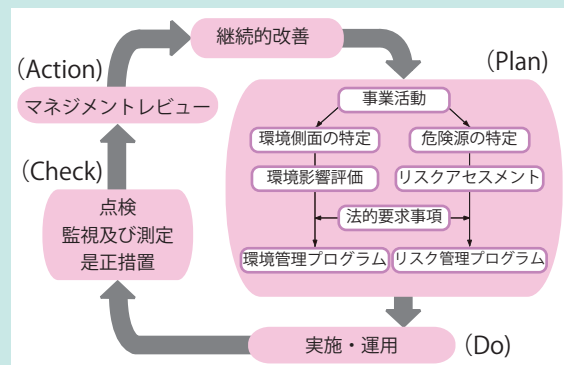 継続的改善
(Action)
マネジメントレビュー
(Plan)
事業活動
環境側面の特定
危険源の特定
環境影響評価
リスクアセスメント
法的要求事項
環境管理プログラム
リスク管理プログラム
(Check)
点検
監視及び測定
是正措置
実施・運用
(Do)